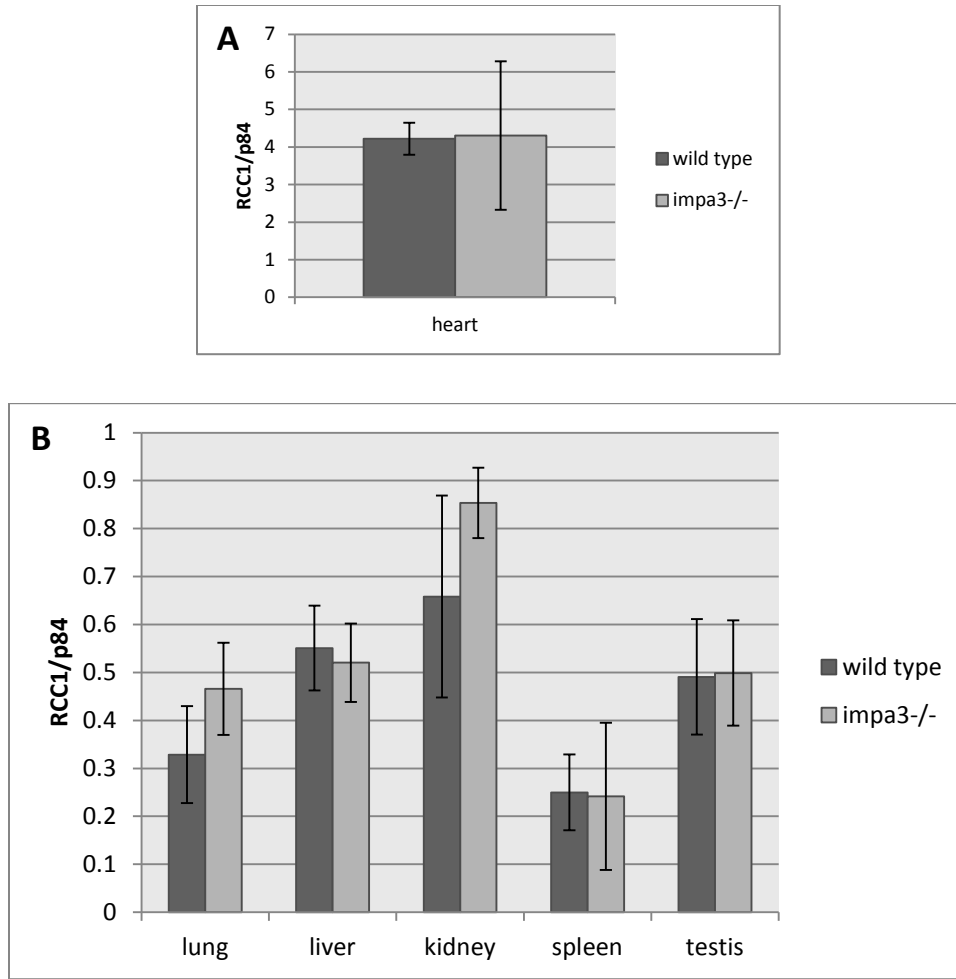 A
7
6
5
4
3
2
1
0
RCC1/p84
heart
wild type
impa3-/-
B
1
0.9
0.8
0.7
0.6
0.5
0.4
0.3
0.2
0.1
0
RCC1/p84
lung liver kidney spleen testis
wild type
impa3-/-